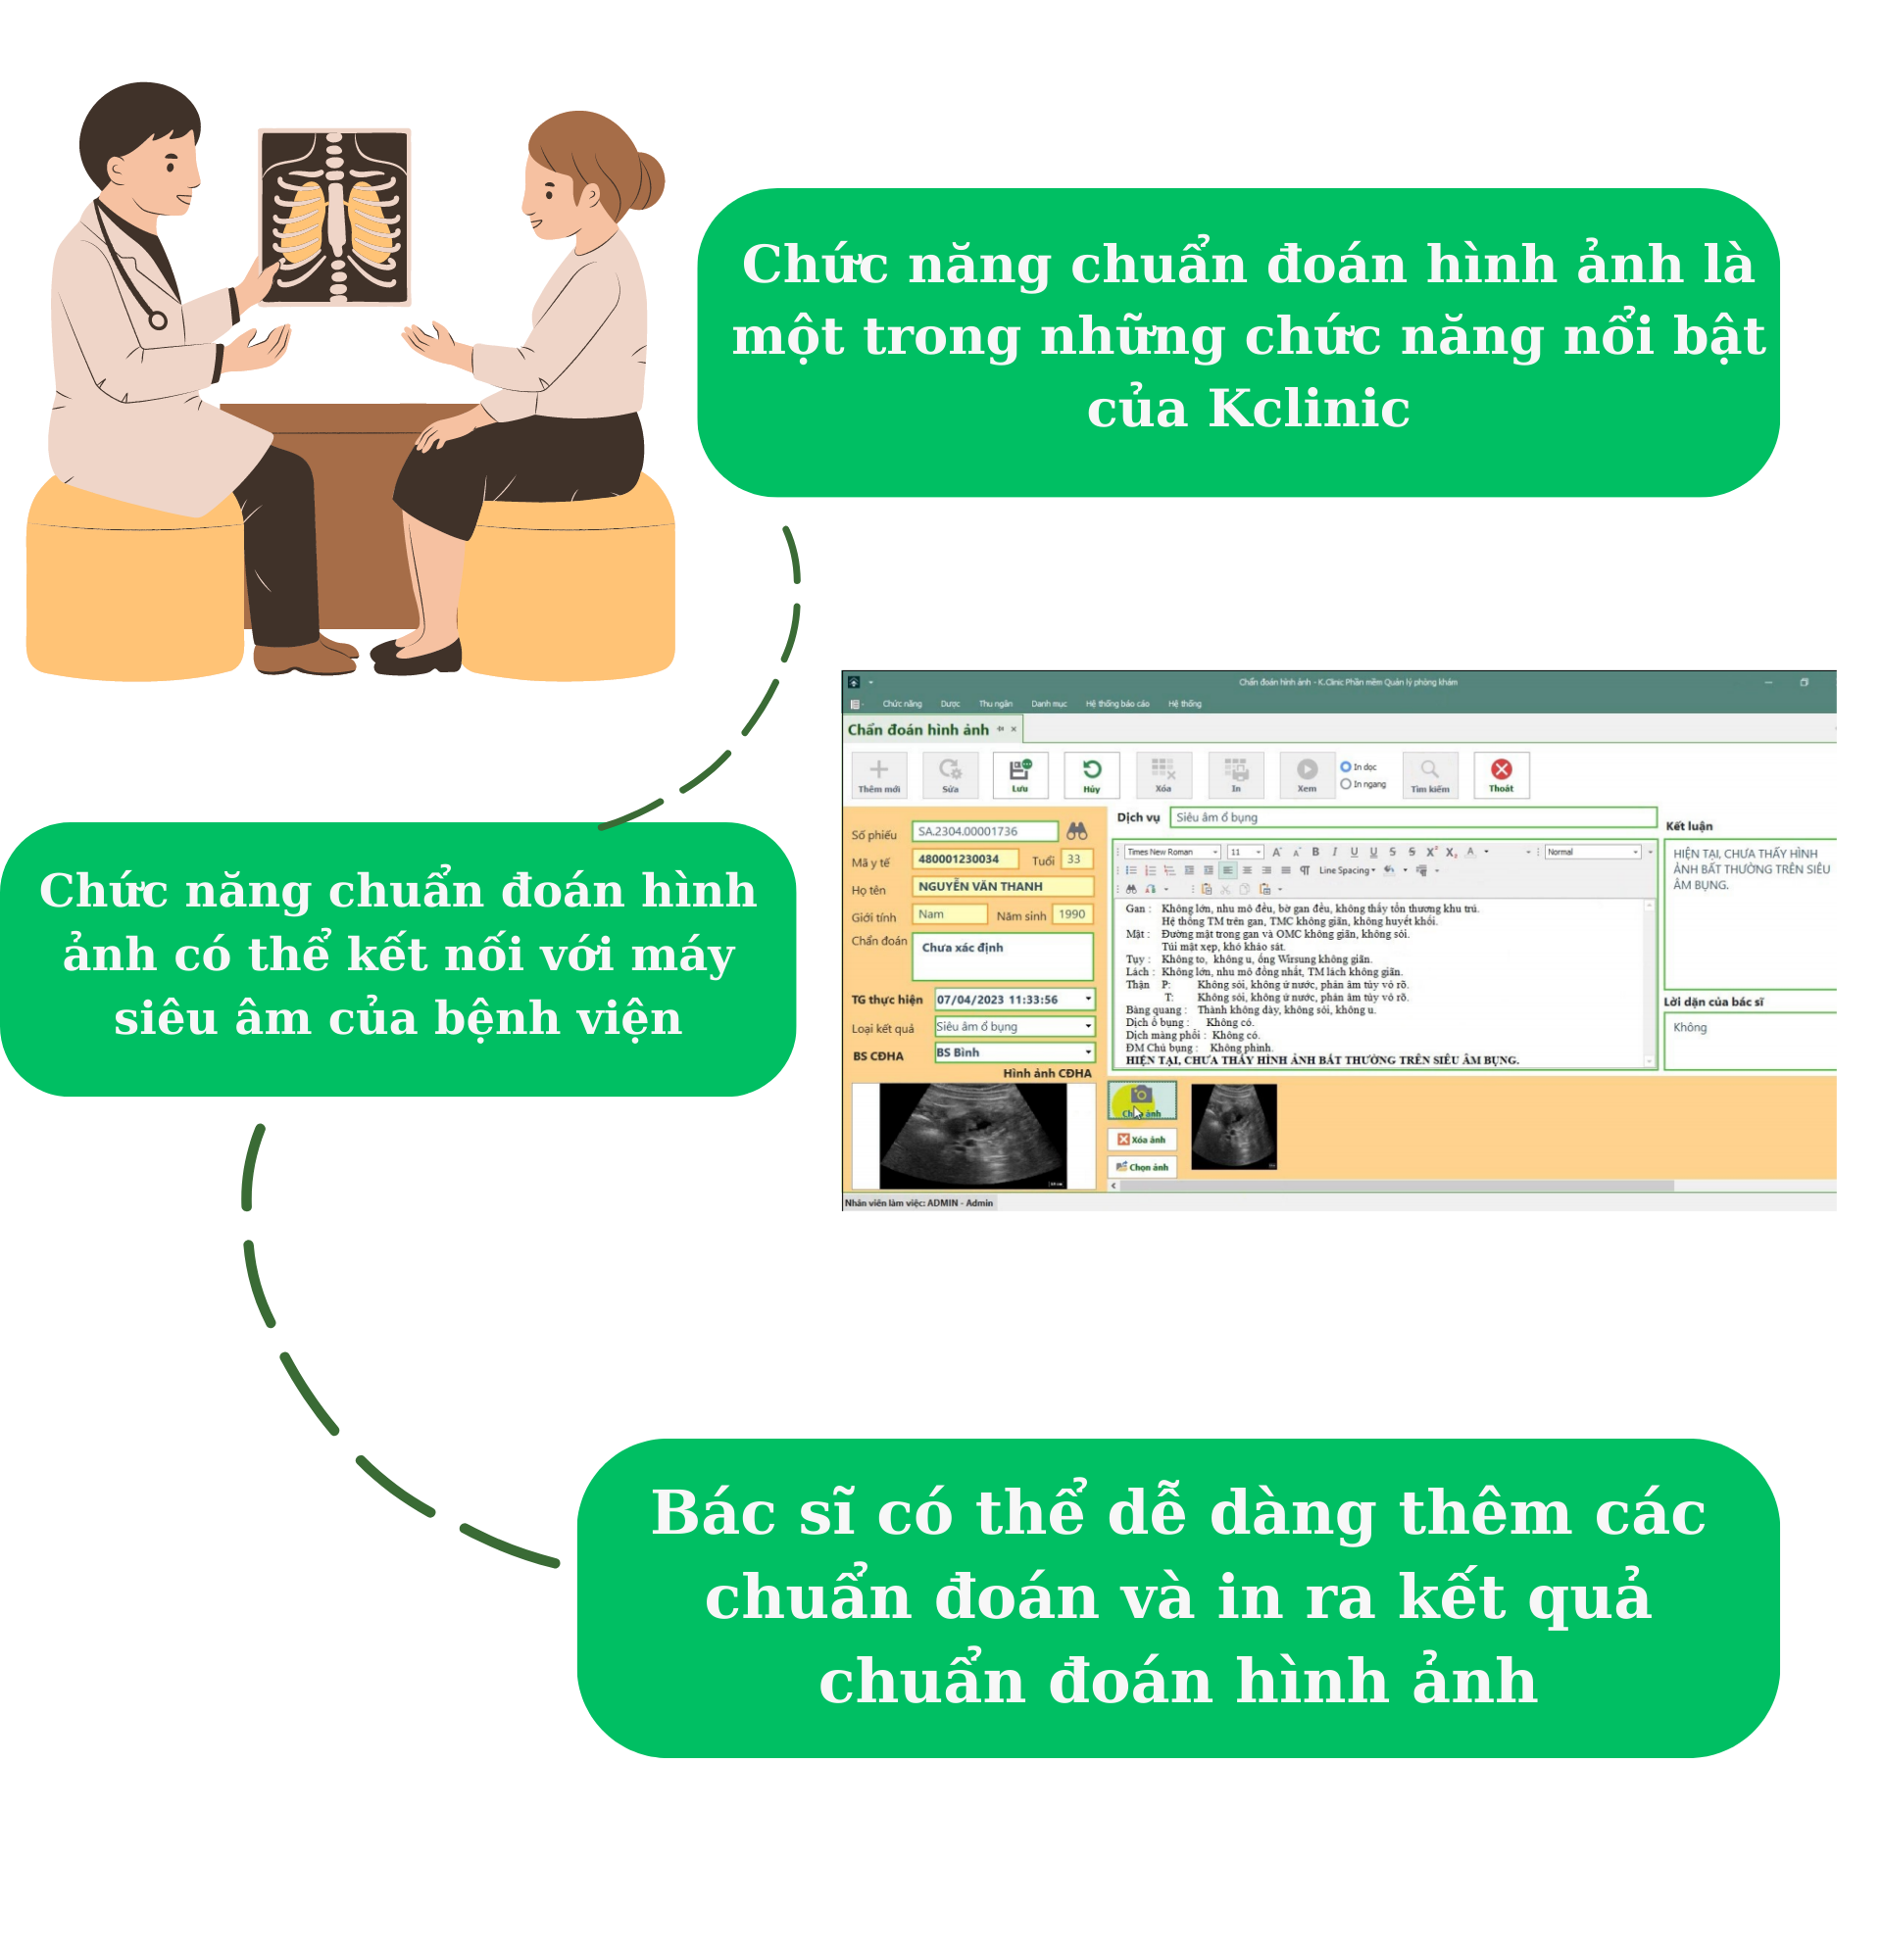 Chức năng chuẩn đoán hình ảnh là
một trong những chức năng nổi bật
của Kclinic
Chức năng chuẩn đoán hình
ảnh có thể kết nối với máy
siêu âm của bệnh viện
Chẩn đoán hình ảnh - K.Clinic Phần mềm Quản lý phòng khám
Chức năng Dược Thu ngân Danh mục Hệ thống báo cáo Hệ thống
Chẩn đoán hình ảnh
Thêm mới Sửa Lưu Hủy Xóa In Xem In dọc In ngang Tìm kiếm Thoát
Số phiếu SA.2304.00001736
Mã y tế 480001230034 Tuổi 33
Họ tên NGUYỄN VĂN THANH
Giới tính Nam Năm sinh 1990
Chẩn đoán Chưa xác định
TG thực hiện 07/04/2023 11:33:56
Loại kết quả Siêu âm ổ bụng
BS CĐHA BS Bình
Hình ảnh CĐHA
Dịch vụ Siêu âm ổ bụng
Times New Roman 11 A A B I U U S S X² X₂ A Normal
Line Spacing
Gan : Không lớn, nhu mô đều, bờ gan đều, không thấy tổn thương khu trú.
Hệ thống TM trên gan, TMC không giãn, không huyết khối.
Mật : Đường mật trong gan và OMC không giãn, không sỏi.
Túi mật xẹp, khó khảo sát.
Tụy : Không to, không u, ống Wirsung không giãn.
Lách : Không lớn, nhu mô đồng nhất, TM lách không giãn.
Thận P: Không sỏi, không ứ nước, phân âm tủy vỏ rõ.
T: Không sỏi, không ứ nước, phân âm tủy vỏ rõ.
Bàng quang : Thành không dày, không sỏi, không u.
Dịch ổ bụng : Không có.
Dịch màng phổi : Không có.
ĐM Chủ bụng : Không phình.
HIỆN TẠI, CHƯA THẤY HÌNH ẢNH BẤT THƯỜNG TRÊN SIÊU ÂM BỤNG.
Kết luận
HIỆN TẠI, CHƯA THẤY HÌNH
ẢNH BẤT THƯỜNG TRÊN SIÊU
ÂM BỤNG.
Lời dặn của bác sĩ
Không
ảnh
Xóa ảnh
Chọn ảnh
Nhân viên làm việc: ADMIN - Admin
Bác sĩ có thể dễ dàng thêm các
chuẩn đoán và in ra kết quả
chuẩn đoán hình ảnh